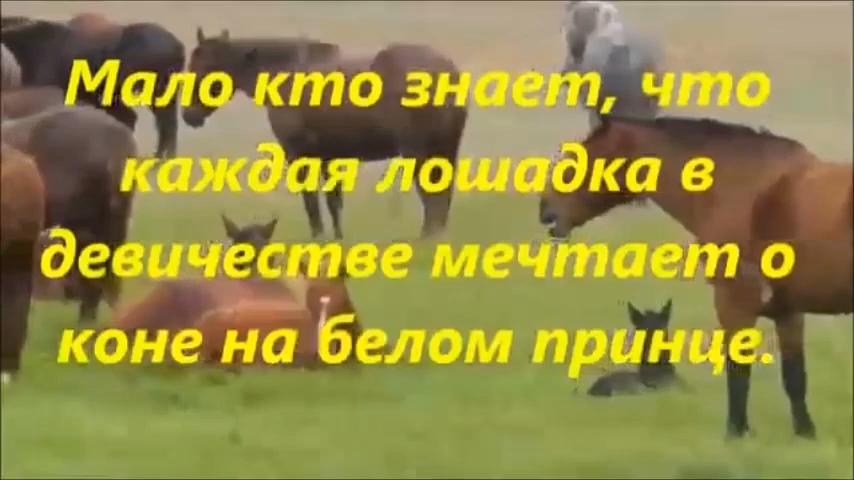 Мало кто знает, что
каждая лошадка в
девичестве мечтает о
коне на белом принце.